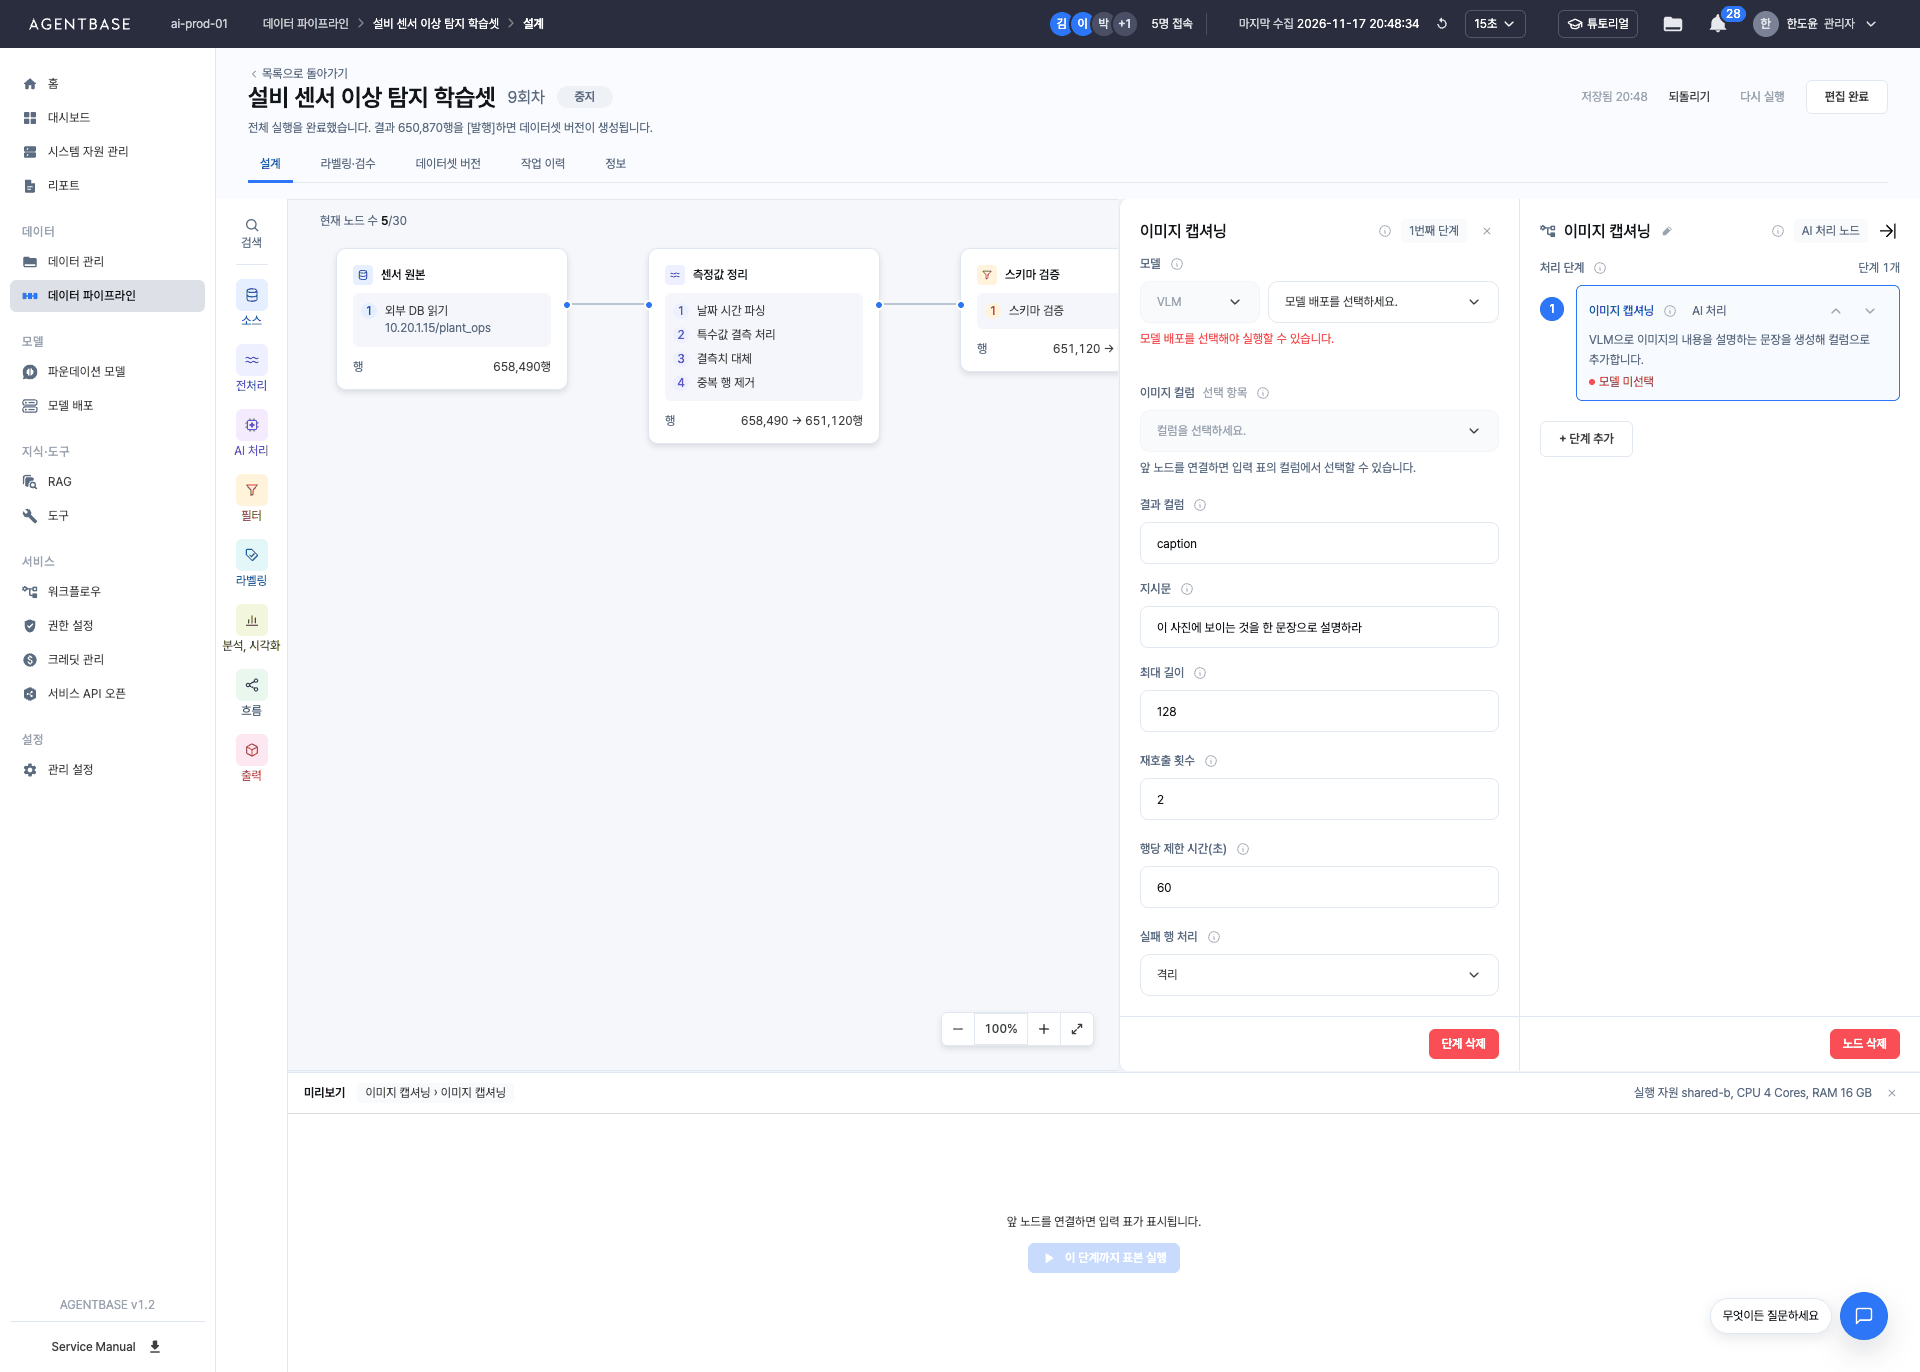 AGENTBASE
ai-prod-01
데이터 파이프라인
설비 센서 이상 탐지 학습셋
설계
김
이
박
+1
5명 접속
마지막 수집 2026-11-17 20:48:34
15초
튜토리얼
28
한
한도윤 관리자
홈
대시보드
시스템 자원 관리
리포트
데이터
데이터 관리
데이터 파이프라인
모델
파운데이션 모델
모델 배포
지식·도구
RAG
도구
서비스
워크플로우
권한 설정
크레딧 관리
서비스 API 오픈
설정
관리 설정
AGENTBASE v1.2
Service Manual
목록으로 돌아가기
설비 센서 이상 탐지 학습셋 9회차 중지
저장됨 20:48
되돌리기
다시 실행
편집 완료
전체 실행을 완료했습니다. 결과 650,870행을 [발행]하면 데이터셋 버전이 생성됩니다.
설계
라벨링·검수
데이터셋 버전
작업 이력
정보
검색
소스
전처리
AI 처리
필터
라벨링
분석, 시각화
흐름
출력
현재 노드 수 5/30
센서 원본
1 외부 DB 읽기
10.20.1.15/plant_ops
행 658,490행
측정값 정리
1 날짜 시간 파싱
2 특수값 결측 처리
3 결측치 대체
4 중복 행 제거
행 658,490 → 651,120행
스키마 검증
1 스키마 검증
행 651,120 →
100%
이미지 캡셔닝
1번째 단계
모델
VLM
모델 배포를 선택하세요.
모델 배포를 선택해야 실행할 수 있습니다.
이미지 컬럼 선택 항목
컬럼을 선택하세요.
앞 노드를 연결하면 입력 표의 컬럼에서 선택할 수 있습니다.
결과 컬럼
caption
지시문
이 사진에 보이는 것을 한 문장으로 설명하라
최대 길이
128
재호출 횟수
2
행당 제한 시간(초)
60
실패 행 처리
격리
단계 삭제
이미지 캡셔닝
AI 처리 노드
처리 단계
단계 1개
1
이미지 캡셔닝
AI 처리
VLM으로 이미지의 내용을 설명하는 문장을 생성해 컬럼으로
추가합니다.
모델 미선택
+ 단계 추가
노드 삭제
미리보기
이미지 캡셔닝 › 이미지 캡셔닝
실행 자원 shared-b, CPU 4 Cores, RAM 16 GB
앞 노드를 연결하면 입력 표가 표시됩니다.
이 단계까지 표본 실행
무엇이든 질문하세요